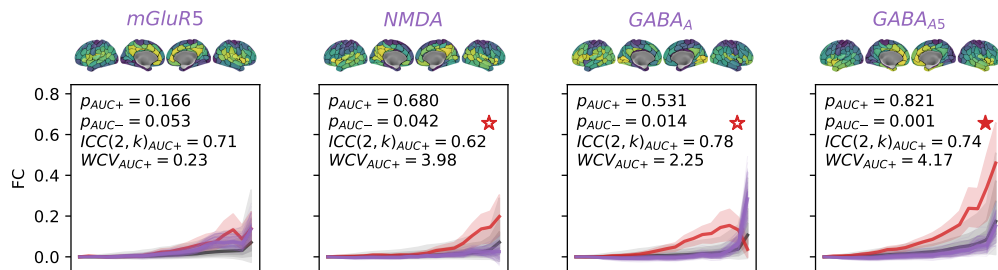 mGluR5
NMDA
GABA_A
GABA_A5
FC
0.8
0.6
0.4
0.2
0.0
p_AUC+ = 0.166
p_AUC− = 0.053
ICC(2, k)_AUC+ = 0.71
WCV_AUC+ = 0.23
p_AUC+ = 0.680
p_AUC− = 0.042
ICC(2, k)_AUC+ = 0.62
WCV_AUC+ = 3.98
p_AUC+ = 0.531
p_AUC− = 0.014
ICC(2, k)_AUC+ = 0.78
WCV_AUC+ = 2.25
p_AUC+ = 0.821
p_AUC− = 0.001
ICC(2, k)_AUC+ = 0.74
WCV_AUC+ = 4.17